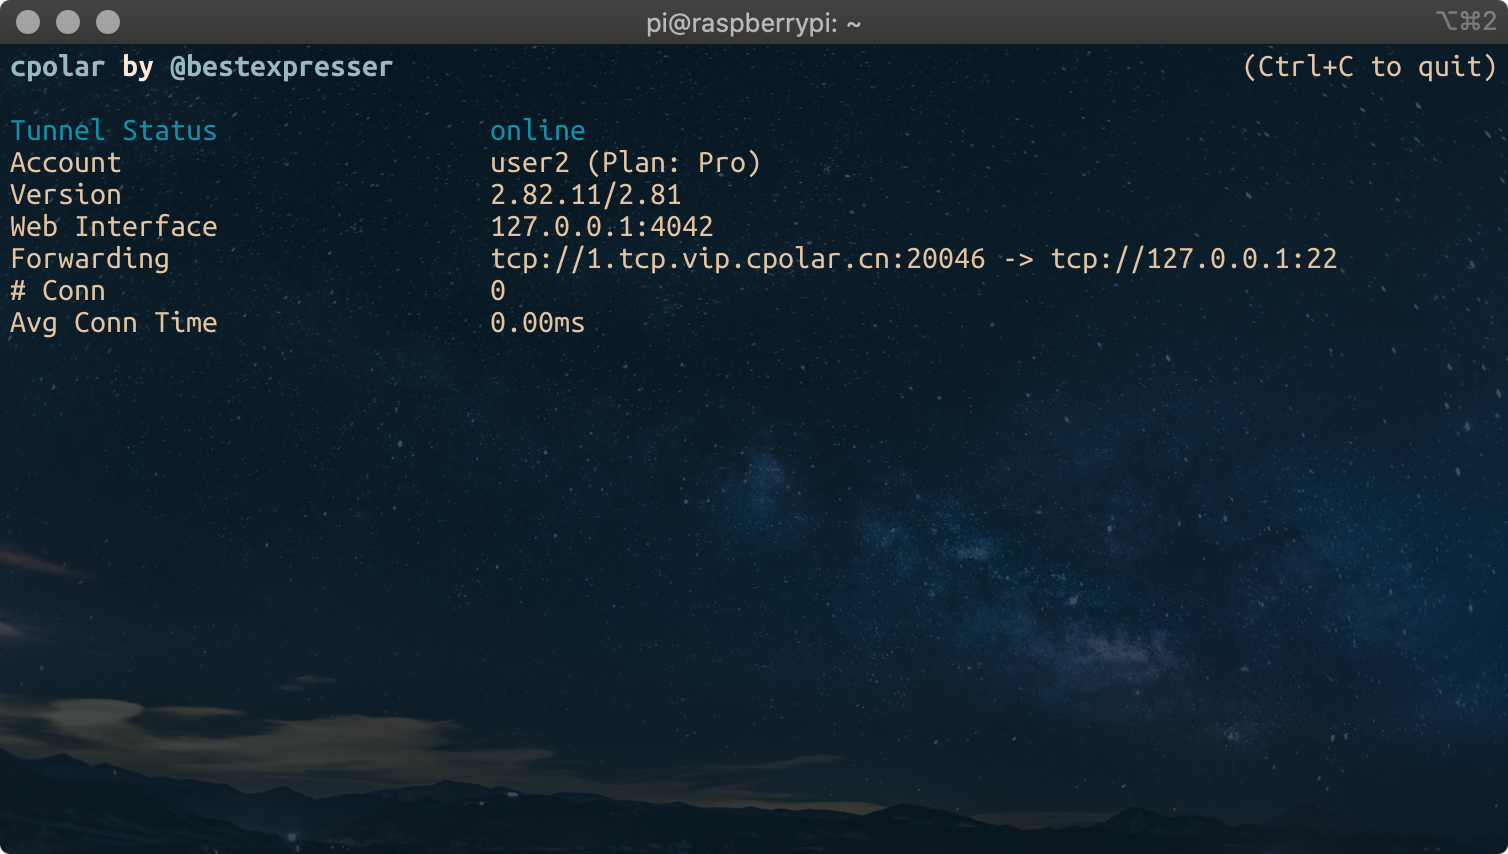 pi@raspberrypi: ~ ⌥⌘2
cpolar by @bestexpresser (Ctrl+C to quit)
Tunnel Status online
Account user2 (Plan: Pro)
Version 2.82.11/2.81
Web Interface 127.0.0.1:4042
Forwarding tcp://1.tcp.vip.cpolar.cn:20046 -> tcp://127.0.0.1:22
# Conn 0
Avg Conn Time 0.00ms